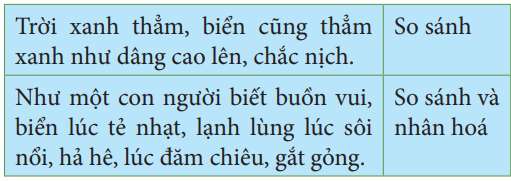 Trời xanh thẳm, biển cũng thẳm
xanh như dâng cao lên, chắc nịch.
So sánh
Như một con người biết buồn vui,
biển lúc tẻ nhạt, lạnh lùng lúc sôi
nổi, hả hê, lúc đăm chiêu, gắt gỏng.
So sánh và
nhân hoá